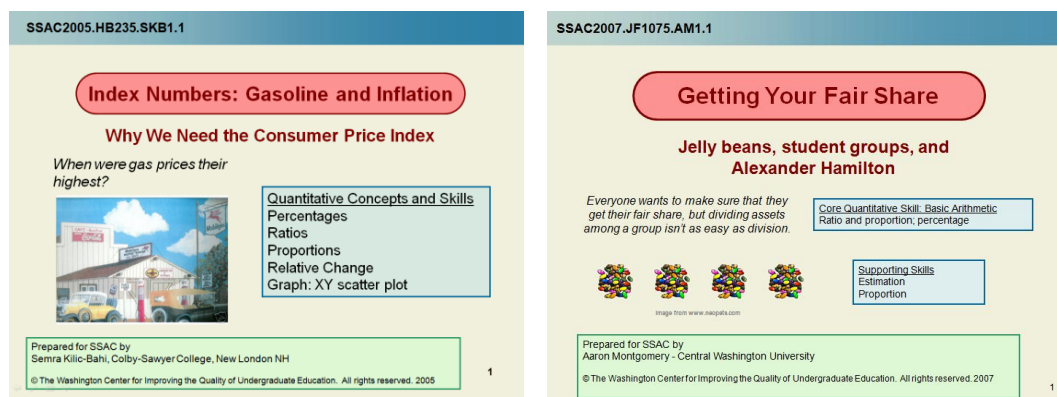 SSAC2005.HB235.SKB1.1
Index Numbers: Gasoline and Inflation
Why We Need the Consumer Price Index
When were gas prices their
highest?
Quantitative Concepts and Skills
Percentages
Ratios
Proportions
Relative Change
Graph: XY scatter plot
Prepared for SSAC by
Semra Kilic-Bahi, Colby-Sawyer College, New London NH
© The Washington Center for Improving the Quality of Undergraduate Education. All rights reserved. 2005
1
SSAC2007.JF1075.AM1.1
Getting Your Fair Share
Jelly beans, student groups, and
Alexander Hamilton
Everyone wants to make sure that they
get their fair share, but dividing assets
among a group isn't as easy as division.
Core Quantitative Skill: Basic Arithmetic
Ratio and proportion; percentage
Supporting Skills
Estimation
Proportion
Image from www.neopets.com
Prepared for SSAC by
Aaron Montgomery - Central Washington University
© The Washington Center for Improving the Quality of Undergraduate Education. All rights reserved. 2007
1